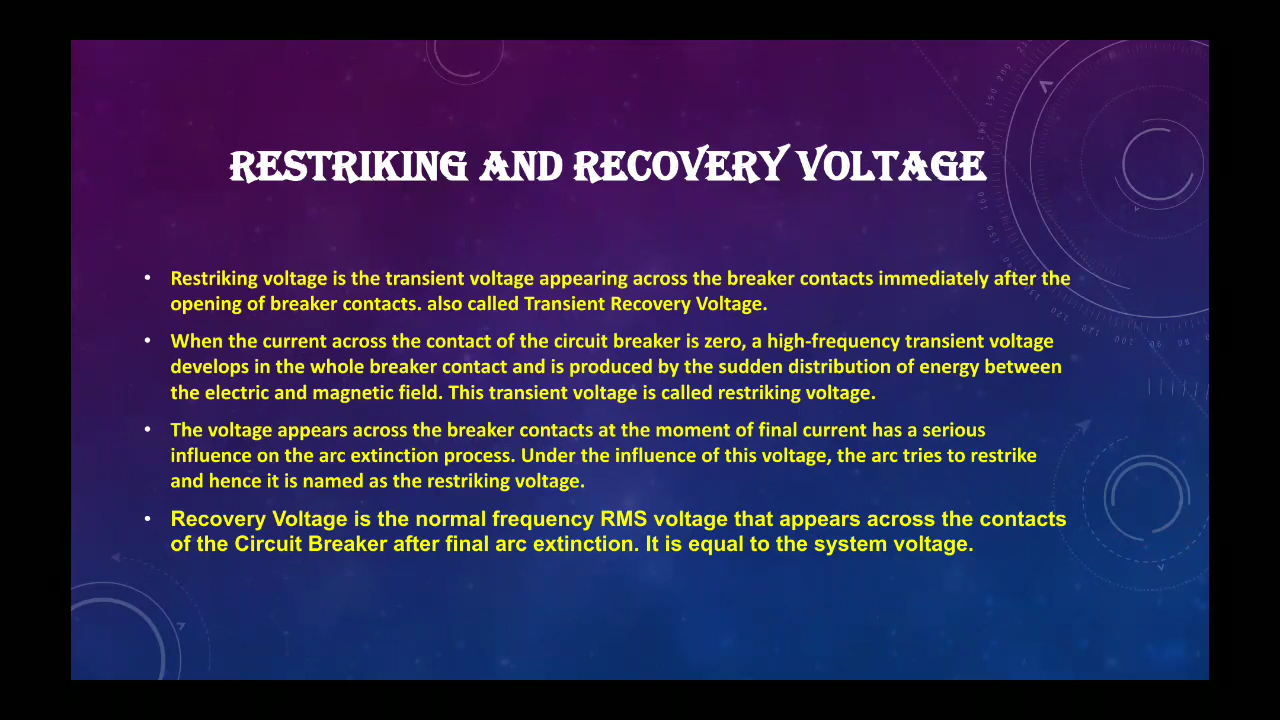 RESTRIKING AND RECOVERY VOLTAGE
• Restriking voltage is the transient voltage appearing across the breaker contacts immediately after the
opening of breaker contacts. also called Transient Recovery Voltage.
• When the current across the contact of the circuit breaker is zero, a high-frequency transient voltage
develops in the whole breaker contact and is produced by the sudden distribution of energy between
the electric and magnetic field. This transient voltage is called restriking voltage.
• The voltage appears across the breaker contacts at the moment of final current has a serious
influence on the arc extinction process. Under the influence of this voltage, the arc tries to restrike
and hence it is named as the restriking voltage.
• Recovery Voltage is the normal frequency RMS voltage that appears across the contacts
of the Circuit Breaker after final arc extinction. It is equal to the system voltage.